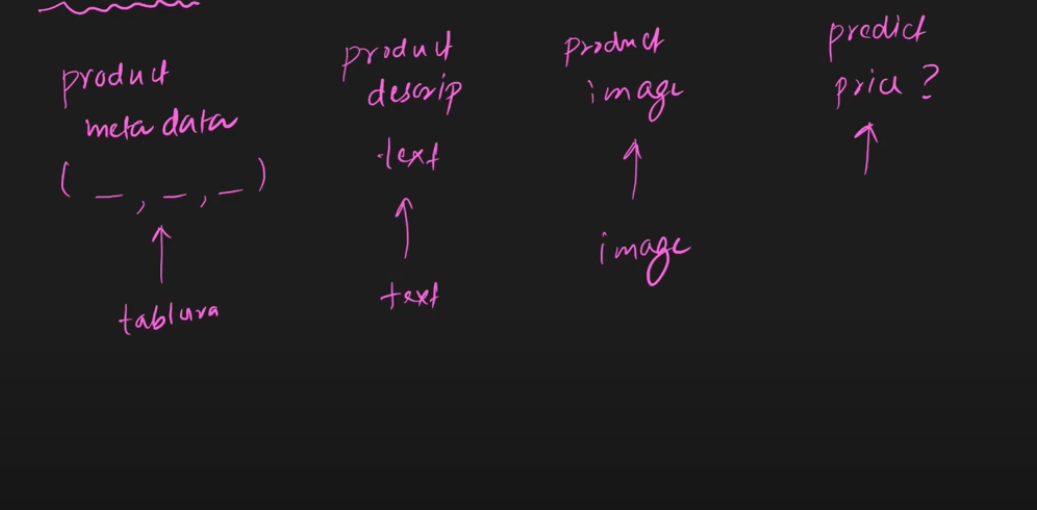 product
meta data
( _ , _ , _ )
tablura
product
descrip
text
text
product
image
image
predict
price ?